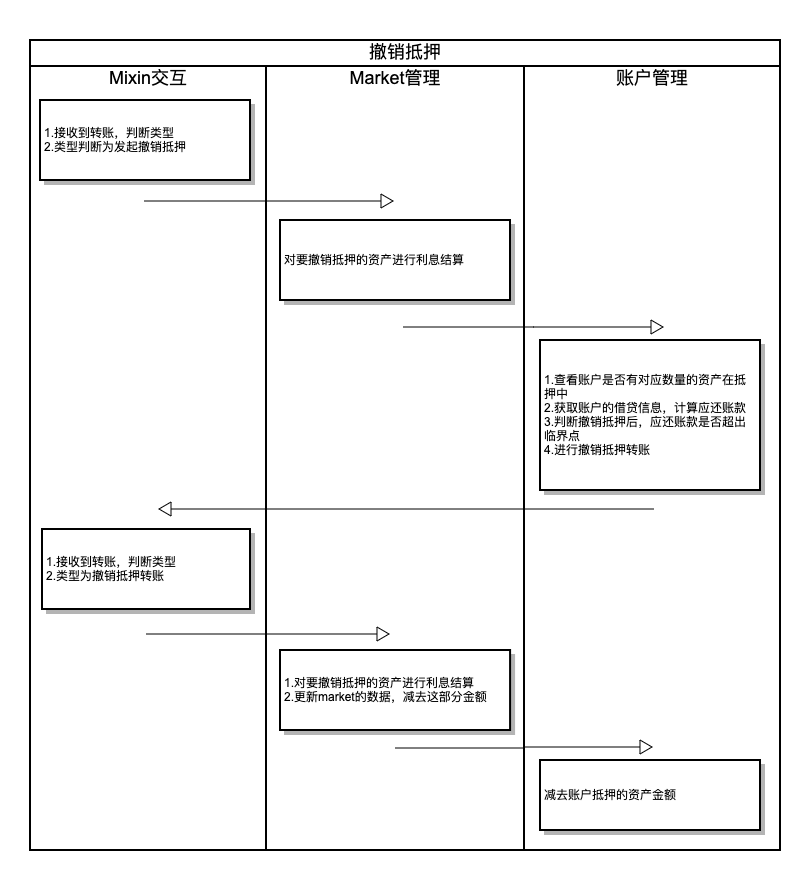 撤销抵押
Mixin交互
Market管理
账户管理
1.接收到转账，判断类型
2.类型判断为发起撤销抵押
对要撤销抵押的资产进行利息结算
1.查看账户是否有对应数量的资产在抵
押中
2.获取账户的借贷信息，计算应还账款
3.判断撤销抵押后，应还账款是否超出
临界点
4.进行撤销抵押转账
1.接收到转账，判断类型
2.类型为撤销抵押转账
1.对要撤销抵押的资产进行利息结算
2.更新market的数据，减去这部分金额
减去账户抵押的资产金额